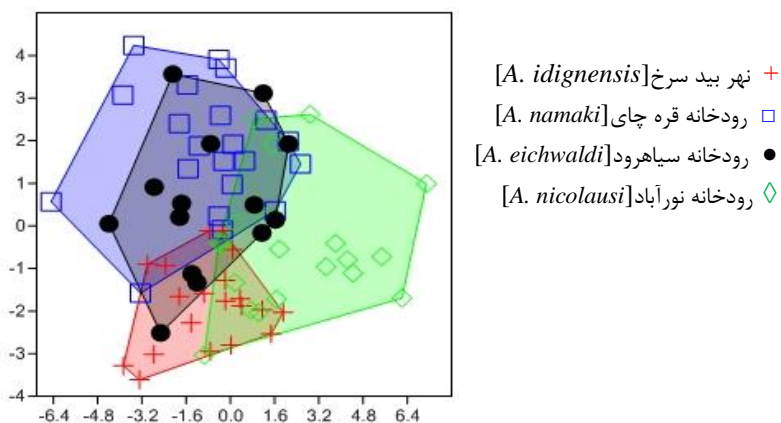 4
3
2
1
0
-1
-2
-3
-4
-6.4 -4.8 -3.2 -1.6 0.0 1.6 3.2 4.8 6.4
نهر بید سرخ[A. idignensis]
رودخانه قره چای[A. namaki]
رودخانه سیاهرود[A. eichwaldi]
رودخانه نورآباد[A. nicolausi]